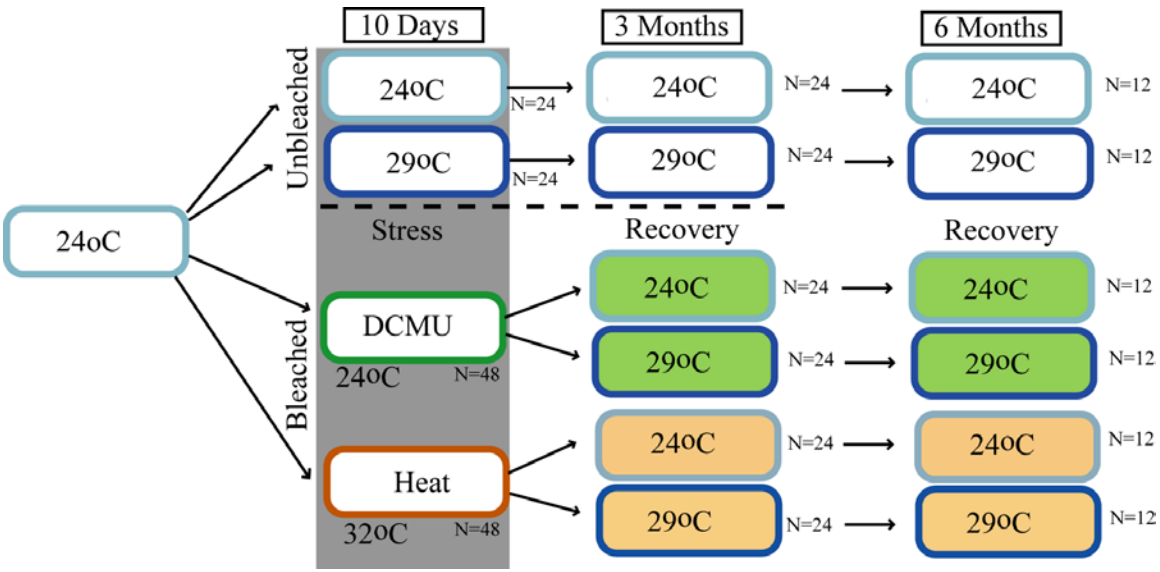 10 Days
3 Months
6 Months
Unbleached
24oC
N=24
24oC
N=24
24oC
N=12
29oC
N=24
29oC
N=24
29oC
N=12
24oC
Stress
Recovery
Recovery
Bleached
DCMU
24oC
N=48
24oC
N=24
24oC
N=12
29oC
N=24
29oC
N=12
Heat
32oC
N=48
24oC
N=24
24oC
N=12
29oC
N=24
29oC
N=12